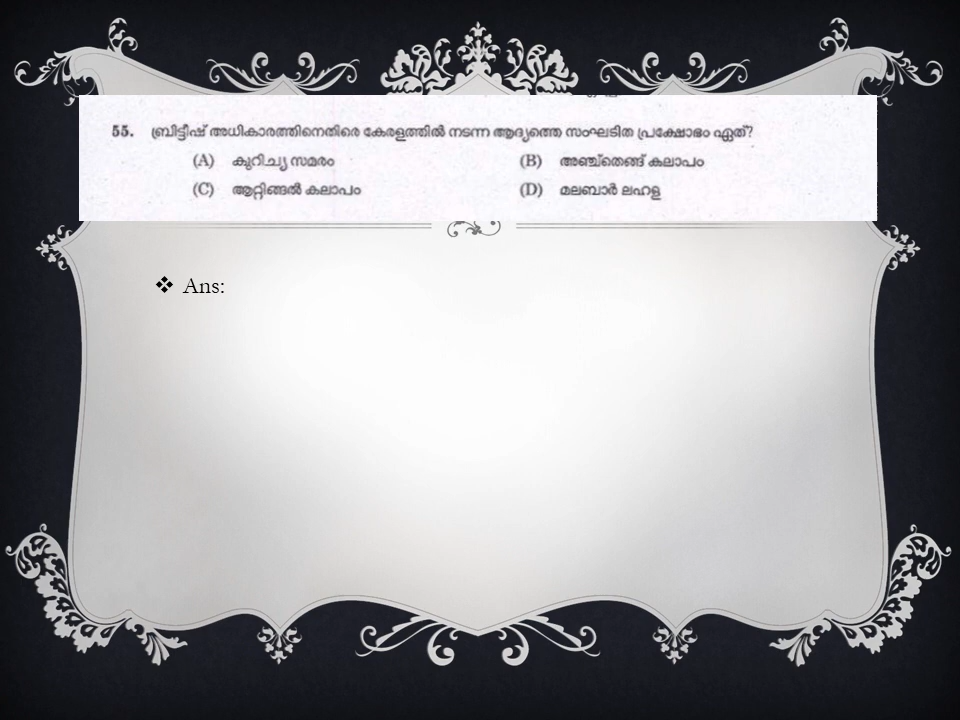 55. ബ്രിട്ടീഷ് അധികാരത്തിനെതിരെ കേരളത്തിൽ നടന്ന ആദ്യത്തെ സംഘടിത പ്രക്ഷോഭം ഏത്?
(A) കുറിച്യ സമരം (B) അഞ്ച്തെങ്ങ് കലാപം
(C) ആറ്റിങ്ങൽ കലാപം (D) മലബാർ ലഹള
❖ Ans: